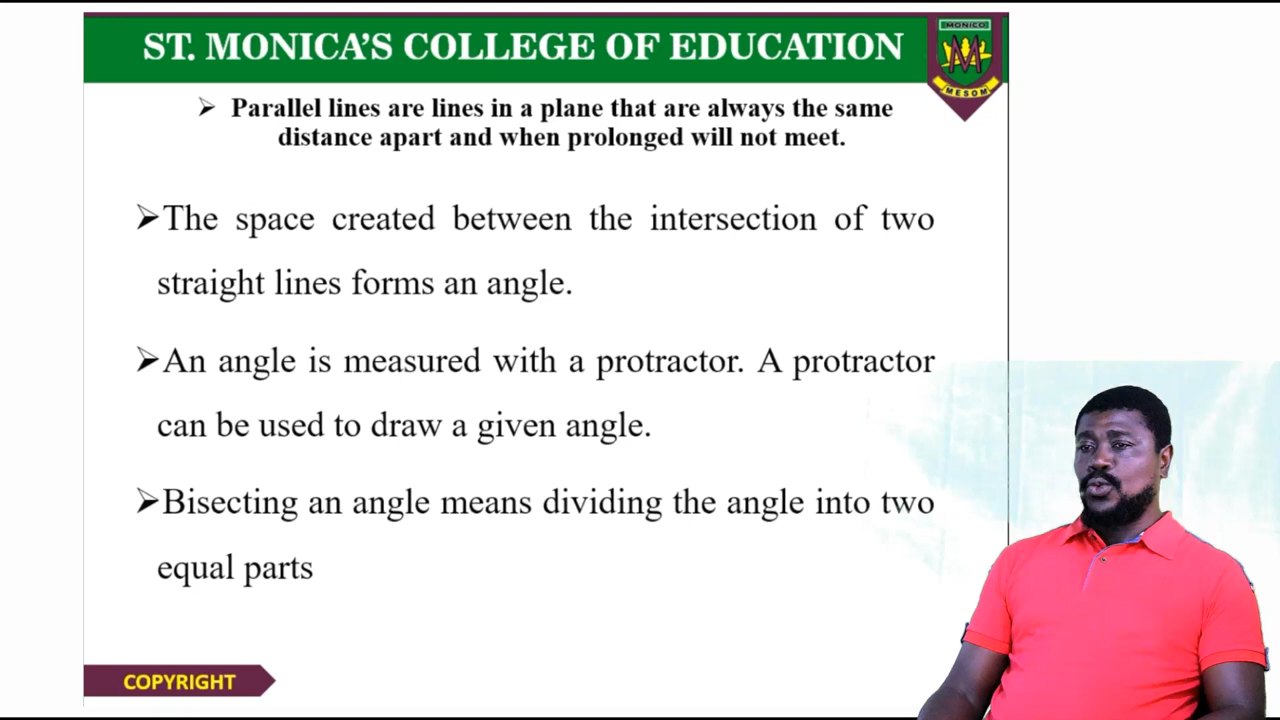 ST. MONICA'S COLLEGE OF EDUCATION
MONICO
M
MESOM
➢ Parallel lines are lines in a plane that are always the same
distance apart and when prolonged will not meet.
➢The space created between the intersection of two
straight lines forms an angle.
➢An angle is measured with a protractor. A protractor
can be used to draw a given angle.
➢Bisecting an angle means dividing the angle into two
equal parts
COPYRIGHT